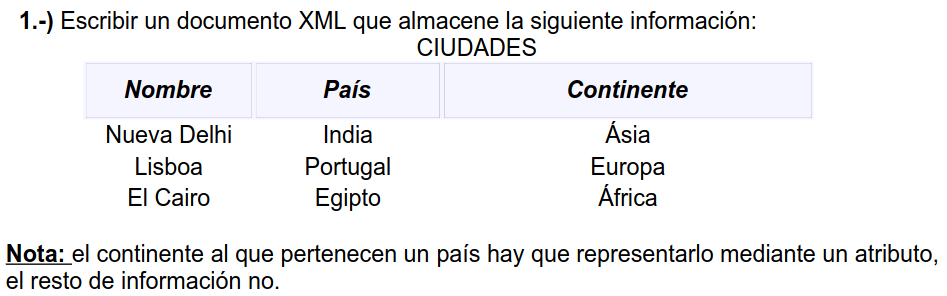 1.-) Escribir un documento XML que almacene la siguiente información:
CIUDADES
Nombre País Continente
Nueva Delhi India Ásia
Lisboa Portugal Europa
El Cairo Egipto África
Nota: el continente al que pertenecen un país hay que representarlo mediante un atributo,
el resto de información no.